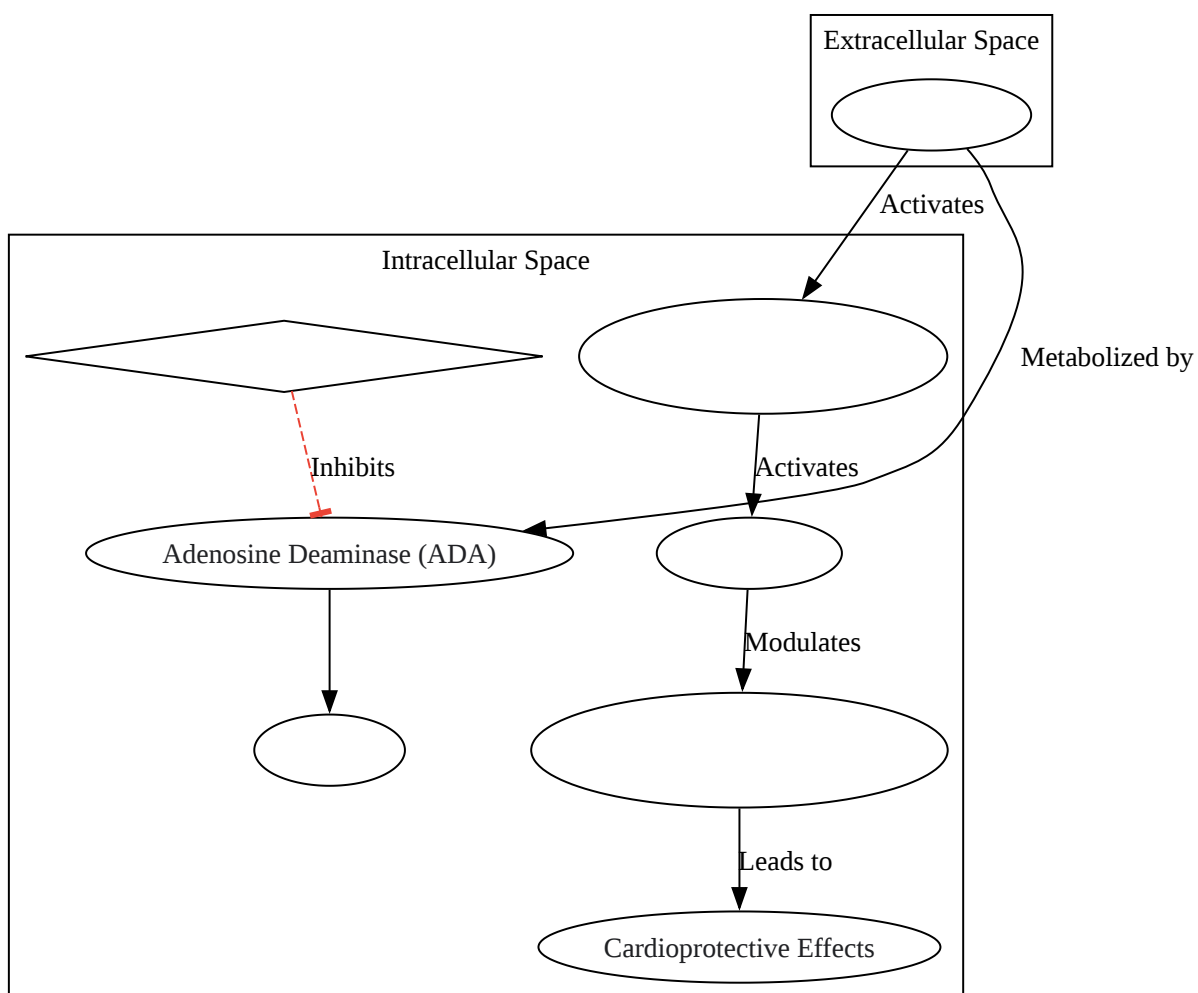 Extracellular Space
Activates
Intracellular Space
Metabolized by
Inhibits
Activates
Adenosine Deaminase (ADA)
Modulates
Leads to
Cardioprotective Effects